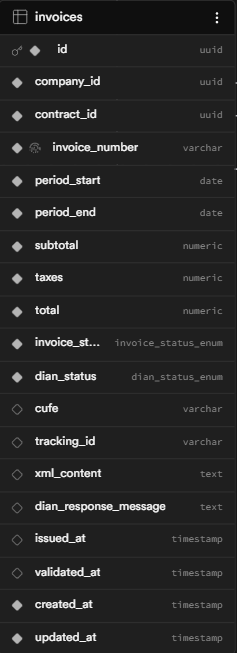 invoices
id uuid
company_id uuid
contract_id uuid
invoice_number varchar
period_start date
period_end date
subtotal numeric
taxes numeric
total numeric
invoice_st... invoice_status_enum
dian_status dian_status_enum
cufe varchar
tracking_id varchar
xml_content text
dian_response_message text
issued_at timestamp
validated_at timestamp
created_at timestamp
updated_at timestamp